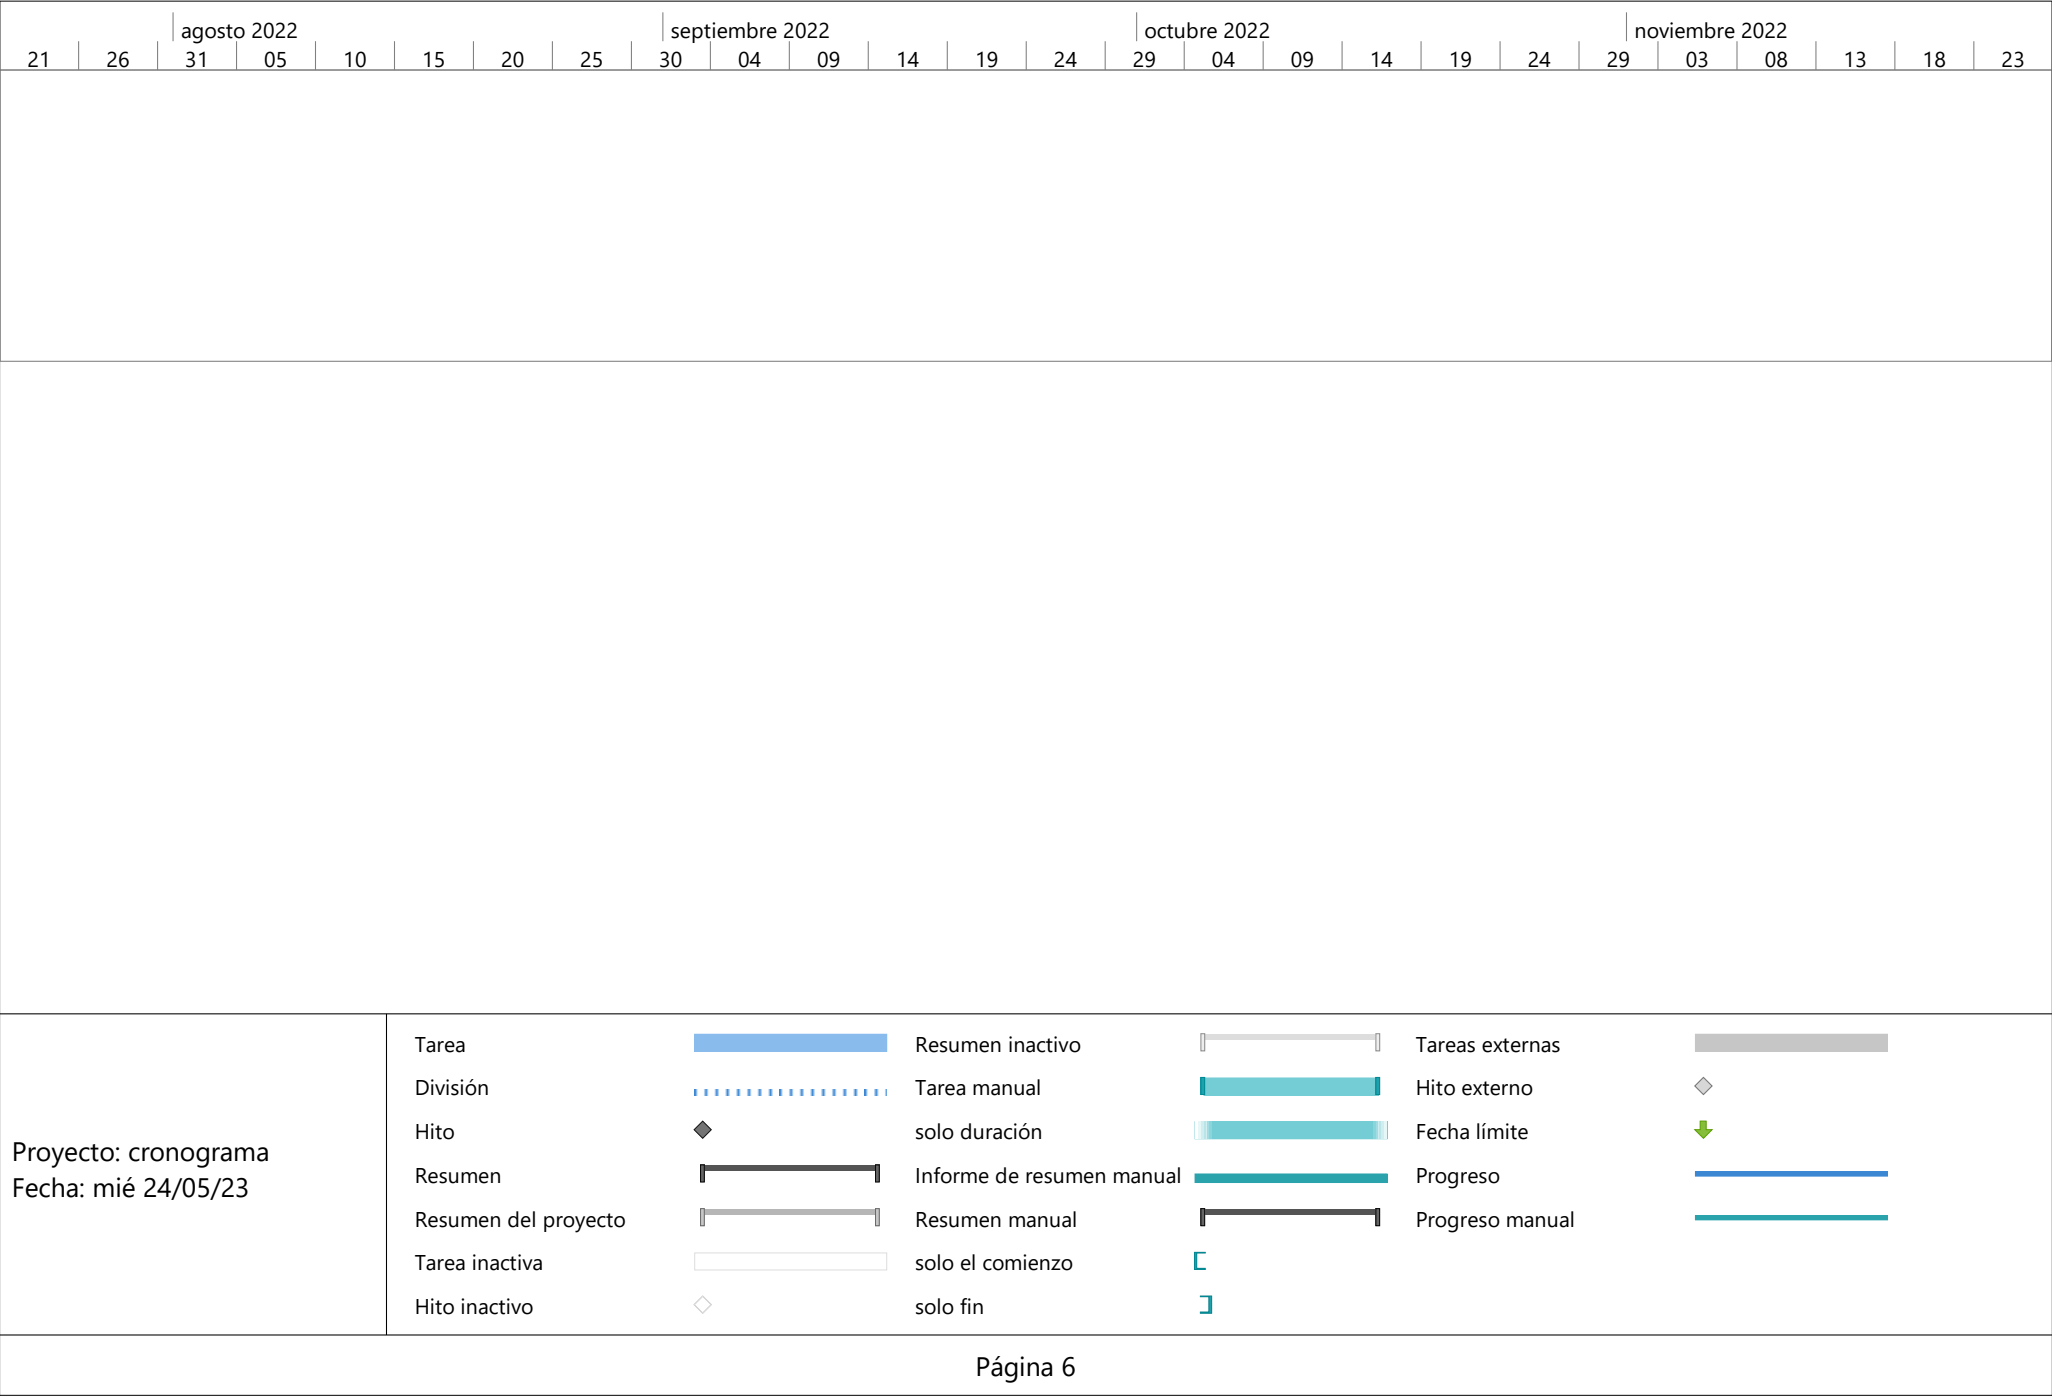 agosto 2022 septiembre 2022 octubre 2022 noviembre 2022
21 26 31 05 10 15 20 25 30 04 09 14 19 24 29 04 09 14 19 24 29 03 08 13 18 23
Proyecto: cronograma
Fecha: mié 24/05/23
Tarea
División
Hito
Resumen
Resumen del proyecto
Tarea inactiva
Hito inactivo
Resumen inactivo
Tarea manual
solo duración
Informe de resumen manual
Resumen manual
solo el comienzo
solo fin
Tareas externas
Hito externo
Fecha límite
Progreso
Progreso manual
Página 6